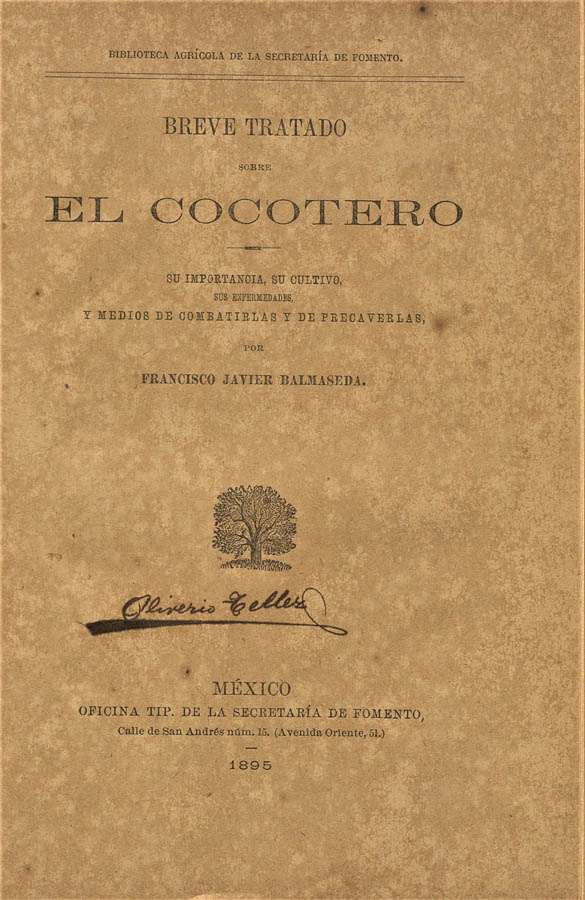 BIBLIOTECA AGRÍCOLA DE LA SECRETARÍA DE FOMENTO.
BREVE TRATADO
SOBRE
EL COCOTERO
SU IMPORTANCIA, SU CULTIVO,
SUS ENFERMEDADES,
Y MEDIOS DE COMBATIRLAS Y DE PRECAVERLAS,
POR
FRANCISCO JAVIER BALMASEDA.
Oliverio Tellez
MÉXICO
OFICINA TIP. DE LA SECRETARÍA DE FOMENTO,
Calle de San Andrés núm. 15. (Avenida Oriente, 51.)
1895